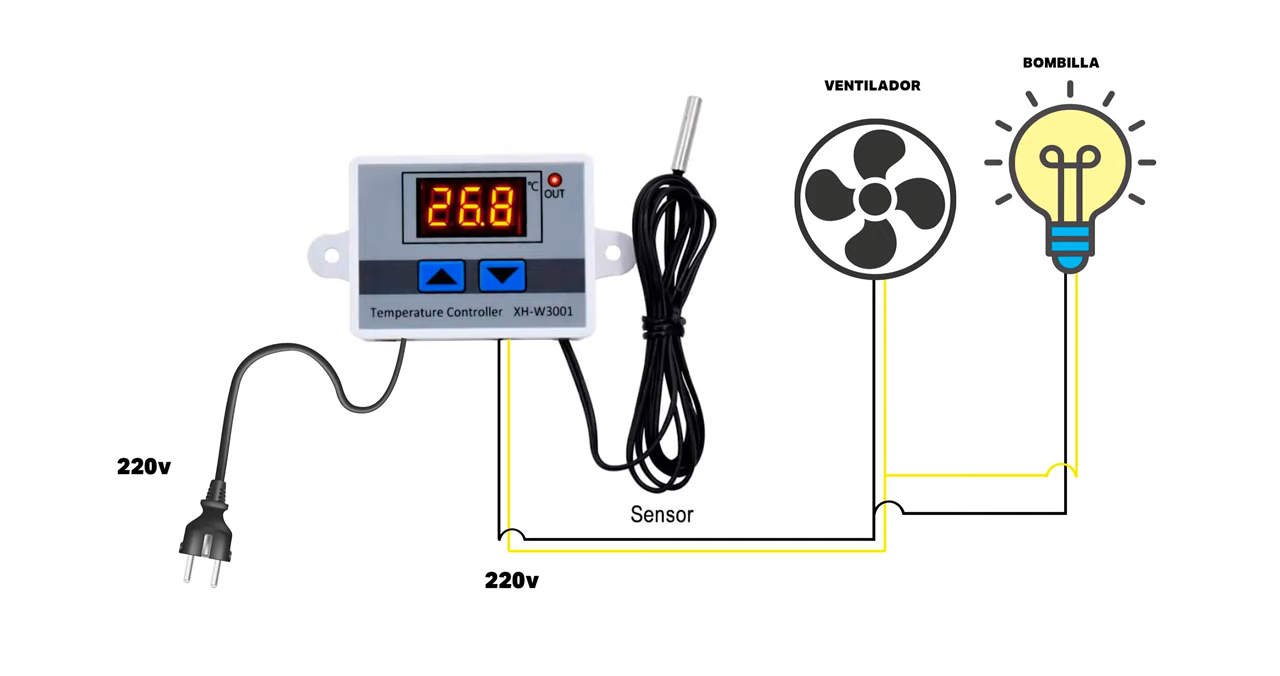 BOMBILLA
VENTILADOR
26.8 °C OUT
Temperature Controller XH-W3001
220v
Sensor
220v